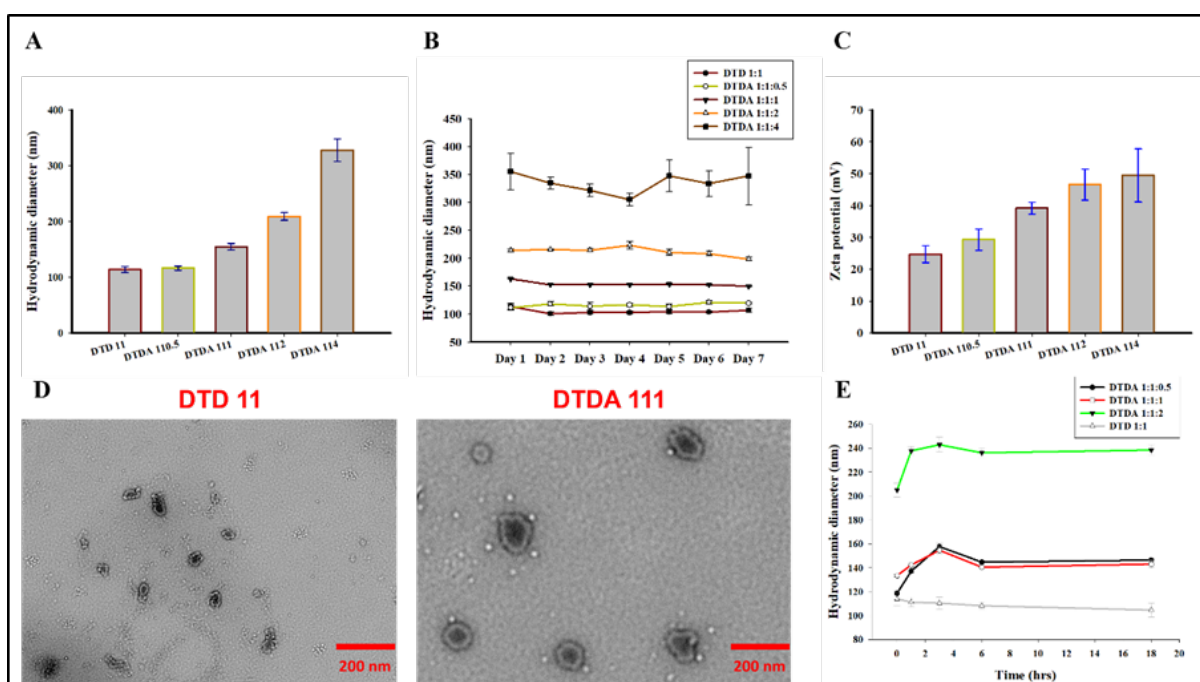 A
Hydrodynamic diameter (nm)
400
300
200
100
0
DTD 11
DTDA 110.5
DTDA 111
DTDA 112
DTDA 114
B
DTD 1:1
DTDA 1:1:0.5
DTDA 1:1:1
DTDA 1:1:2
DTDA 1:1:4
Hydrodynamic diameter (nm)
450
400
350
300
250
200
150
100
50
Day 1 Day 2 Day 3 Day 4 Day 5 Day 6 Day 7
C
Zeta potential (mV)
70
60
50
40
30
20
10
0
DTD 11
DTDA 110.5
DTDA 111
DTDA 112
DTDA 114
D
DTD 11
200 nm
DTDA 111
200 nm
E
DTDA 1:1:0.5
DTDA 1:1:1
DTDA 1:1:2
DTD 1:1
Hydrodynamic diameter (nm)
260
240
220
200
180
160
140
120
100
80
0 2 4 6 8 10 12 14 16 18 20
Time (hrs)